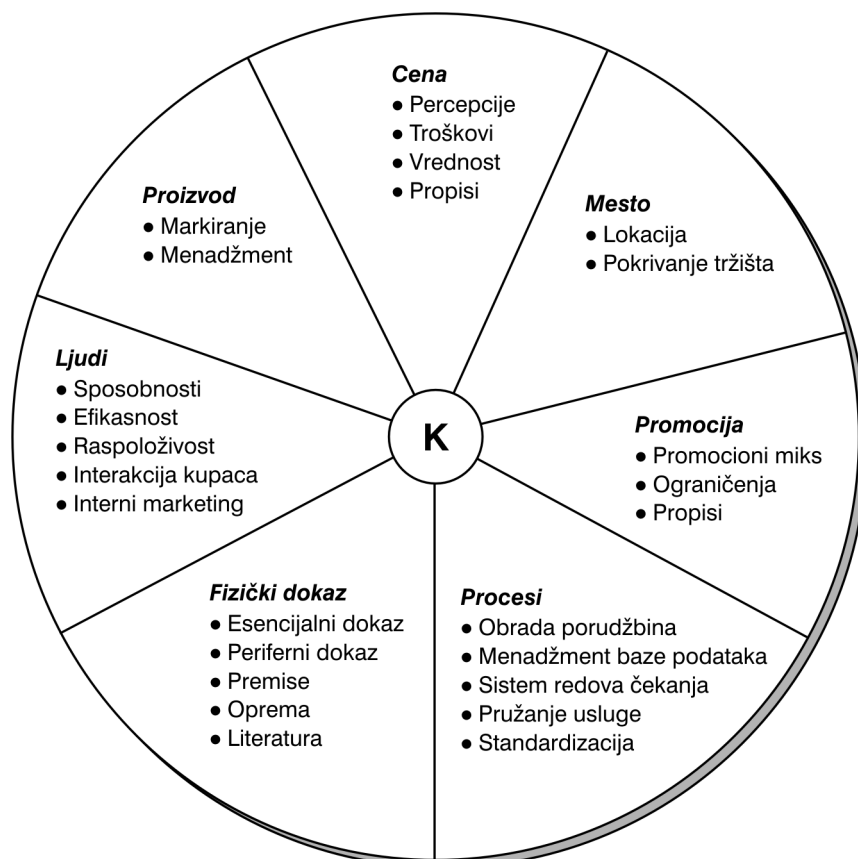 Cena
● Percepcije
● Troškovi
● Vrednost
● Propisi
Mesto
● Lokacija
● Pokrivanje tržišta
Promocija
● Promocioni miks
● Ograničenja
● Propisi
Procesi
● Obrada porudžbina
● Menadžment baze podataka
● Sistem redova čekanja
● Pružanje usluge
● Standardizacija
Fizički dokaz
● Esencijalni dokaz
● Periferni dokaz
● Premise
● Oprema
● Literatura
Ljudi
● Sposobnosti
● Efikasnost
● Raspoloživost
● Interakcija kupaca
● Interni marketing
Proizvod
● Markiranje
● Menadžment
K